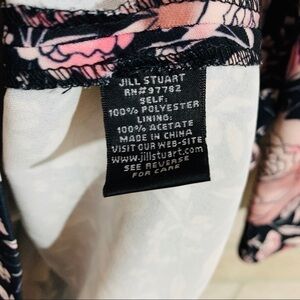 JILL STUART
RN#97782
SELF:
100% POLYESTER
LINING:
100% ACETATE
MADE IN CHINA
VISIT OUR WEB-SITE
www.jillstuart.com
SEE REVERSE
FOR CARE